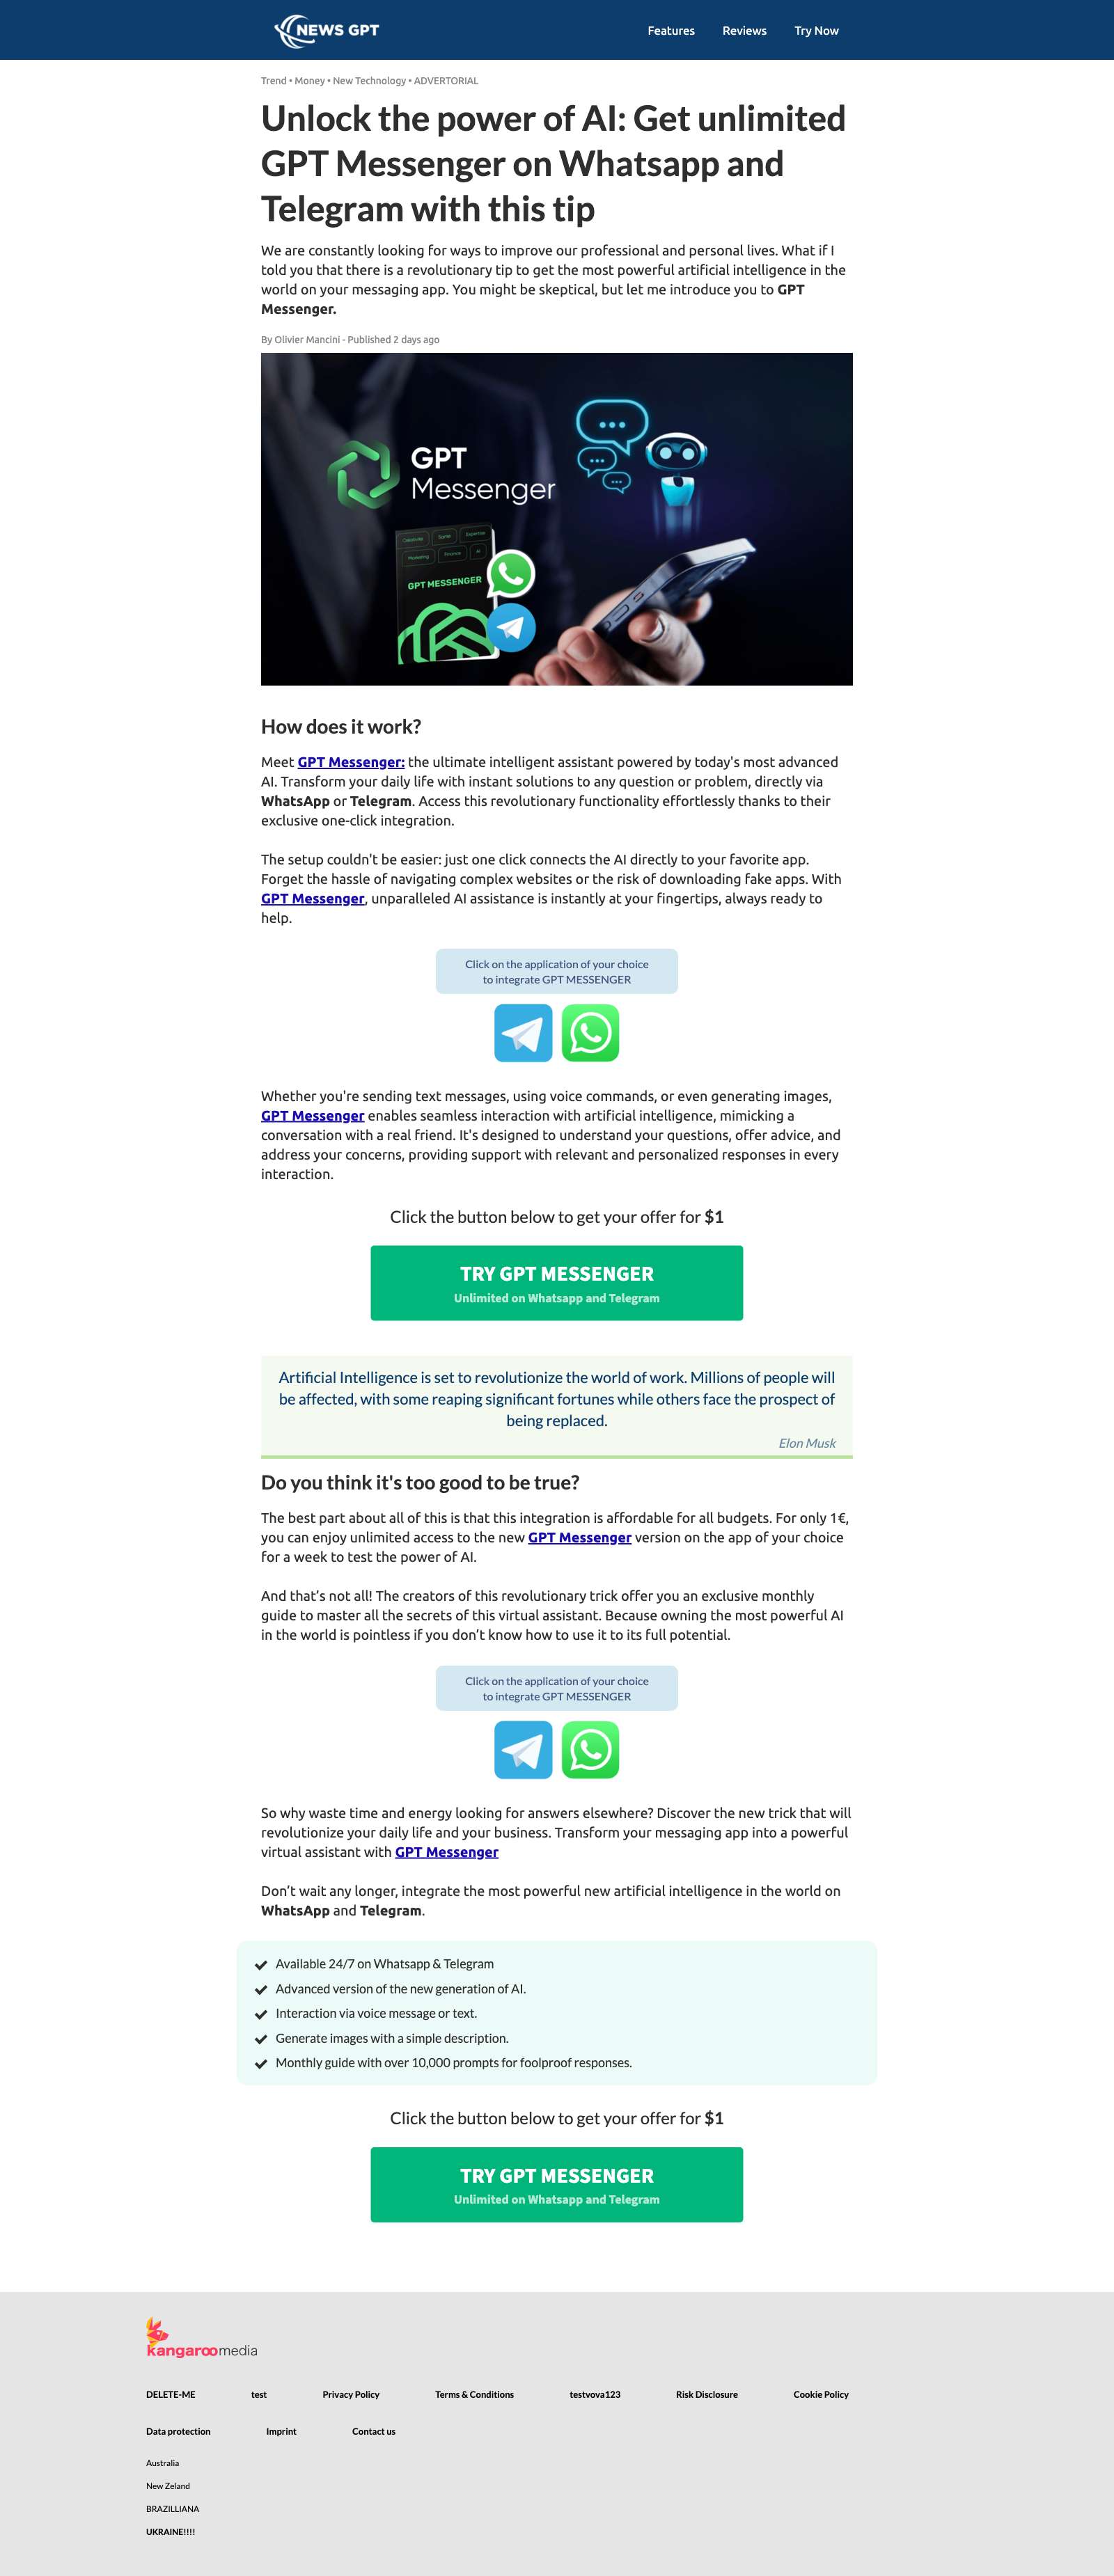 NEWS GPT
Features Reviews Try Now
Trend • Money • New Technology • ADVERTORIAL
Unlock the power of AI: Get unlimited
GPT Messenger on Whatsapp and
Telegram with this tip
We are constantly looking for ways to improve our professional and personal lives. What if I
told you that there is a revolutionary tip to get the most powerful artificial intelligence in the
world on your messaging app. You might be skeptical, but let me introduce you to GPT
Messenger.
By Olivier Mancini - Published 2 days ago
GPT
Messenger
Marketing Finance AI
GPT MESSENGER
How does it work?
Meet GPT Messenger: the ultimate intelligent assistant powered by today's most advanced
AI. Transform your daily life with instant solutions to any question or problem, directly via
WhatsApp or Telegram. Access this revolutionary functionality effortlessly thanks to their
exclusive one-click integration.
The setup couldn't be easier: just one click connects the AI directly to your favorite app.
Forget the hassle of navigating complex websites or the risk of downloading fake apps. With
GPT Messenger, unparalleled AI assistance is instantly at your fingertips, always ready to
help.
Click on the application of your choice
to integrate GPT MESSENGER
Whether you're sending text messages, using voice commands, or even generating images,
GPT Messenger enables seamless interaction with artificial intelligence, mimicking a
conversation with a real friend. It's designed to understand your questions, offer advice, and
address your concerns, providing support with relevant and personalized responses in every
interaction.
Click the button below to get your offer for $1
TRY GPT MESSENGER
Unlimited on Whatsapp and Telegram
Artificial Intelligence is set to revolutionize the world of work. Millions of people will
be affected, with some reaping significant fortunes while others face the prospect of
being replaced.
Elon Musk
Do you think it's too good to be true?
The best part about all of this is that this integration is affordable for all budgets. For only 1€,
you can enjoy unlimited access to the new GPT Messenger version on the app of your choice
for a week to test the power of AI.
And that’s not all! The creators of this revolutionary trick offer you an exclusive monthly
guide to master all the secrets of this virtual assistant. Because owning the most powerful AI
in the world is pointless if you don’t know how to use it to its full potential.
Click on the application of your choice
to integrate GPT MESSENGER
So why waste time and energy looking for answers elsewhere? Discover the new trick that will
revolutionize your daily life and your business. Transform your messaging app into a powerful
virtual assistant with GPT Messenger
Don’t wait any longer, integrate the most powerful new artificial intelligence in the world on
WhatsApp and Telegram.
Available 24/7 on Whatsapp & Telegram
Advanced version of the new generation of AI.
Interaction via voice message or text.
Generate images with a simple description.
Monthly guide with over 10,000 prompts for foolproof responses.
Click the button below to get your offer for $1
TRY GPT MESSENGER
Unlimited on Whatsapp and Telegram
kangaroomedia
DELETE-ME test Privacy Policy Terms & Conditions testvova123 Risk Disclosure Cookie Policy
Data protection Imprint Contact us
Australia
New Zeland
BRAZILLIANA
UKRAINE!!!!